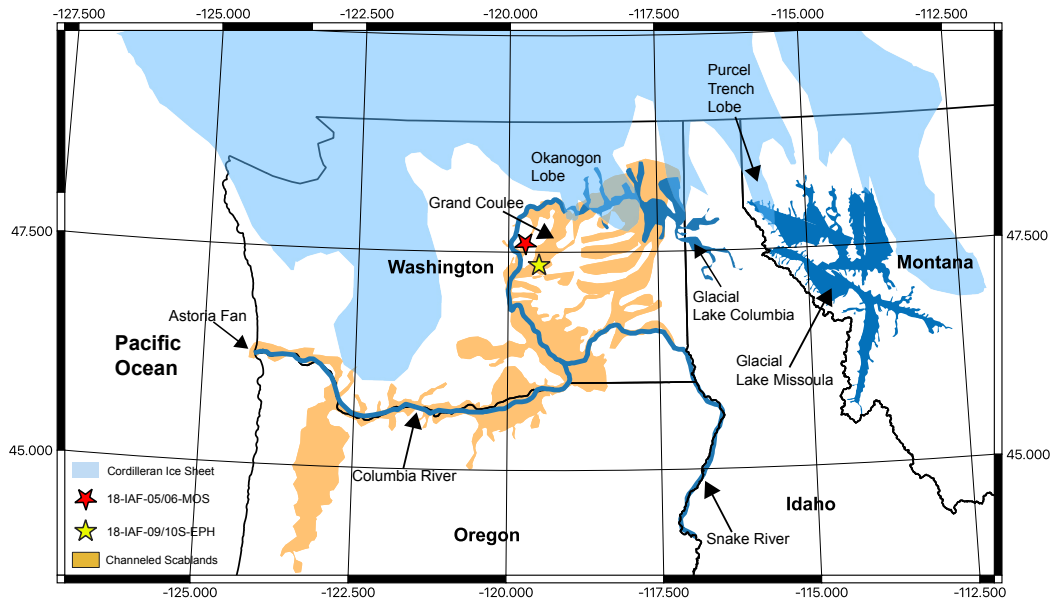 -127.500
-125.000
-122.500
-120.000
-117.500
-115.000
-112.500
Purcel
Trench
Lobe
Okanogon
Lobe
Grand Coulee
47.500
47.500
Washington
Montana
Glacial
Lake Columbia
Astoria Fan
Pacific
Ocean
Glacial
Lake Missoula
45.000
45.000
Columbia River
Cordilleran Ice Sheet
18-IAF-05/06-MOS
Idaho
18-IAF-09/10S-EPH
Oregon
Snake River
Channeled Scablands
-127.500
-125.000
-122.500
-120.000
-117.500
-115.000
-112.500